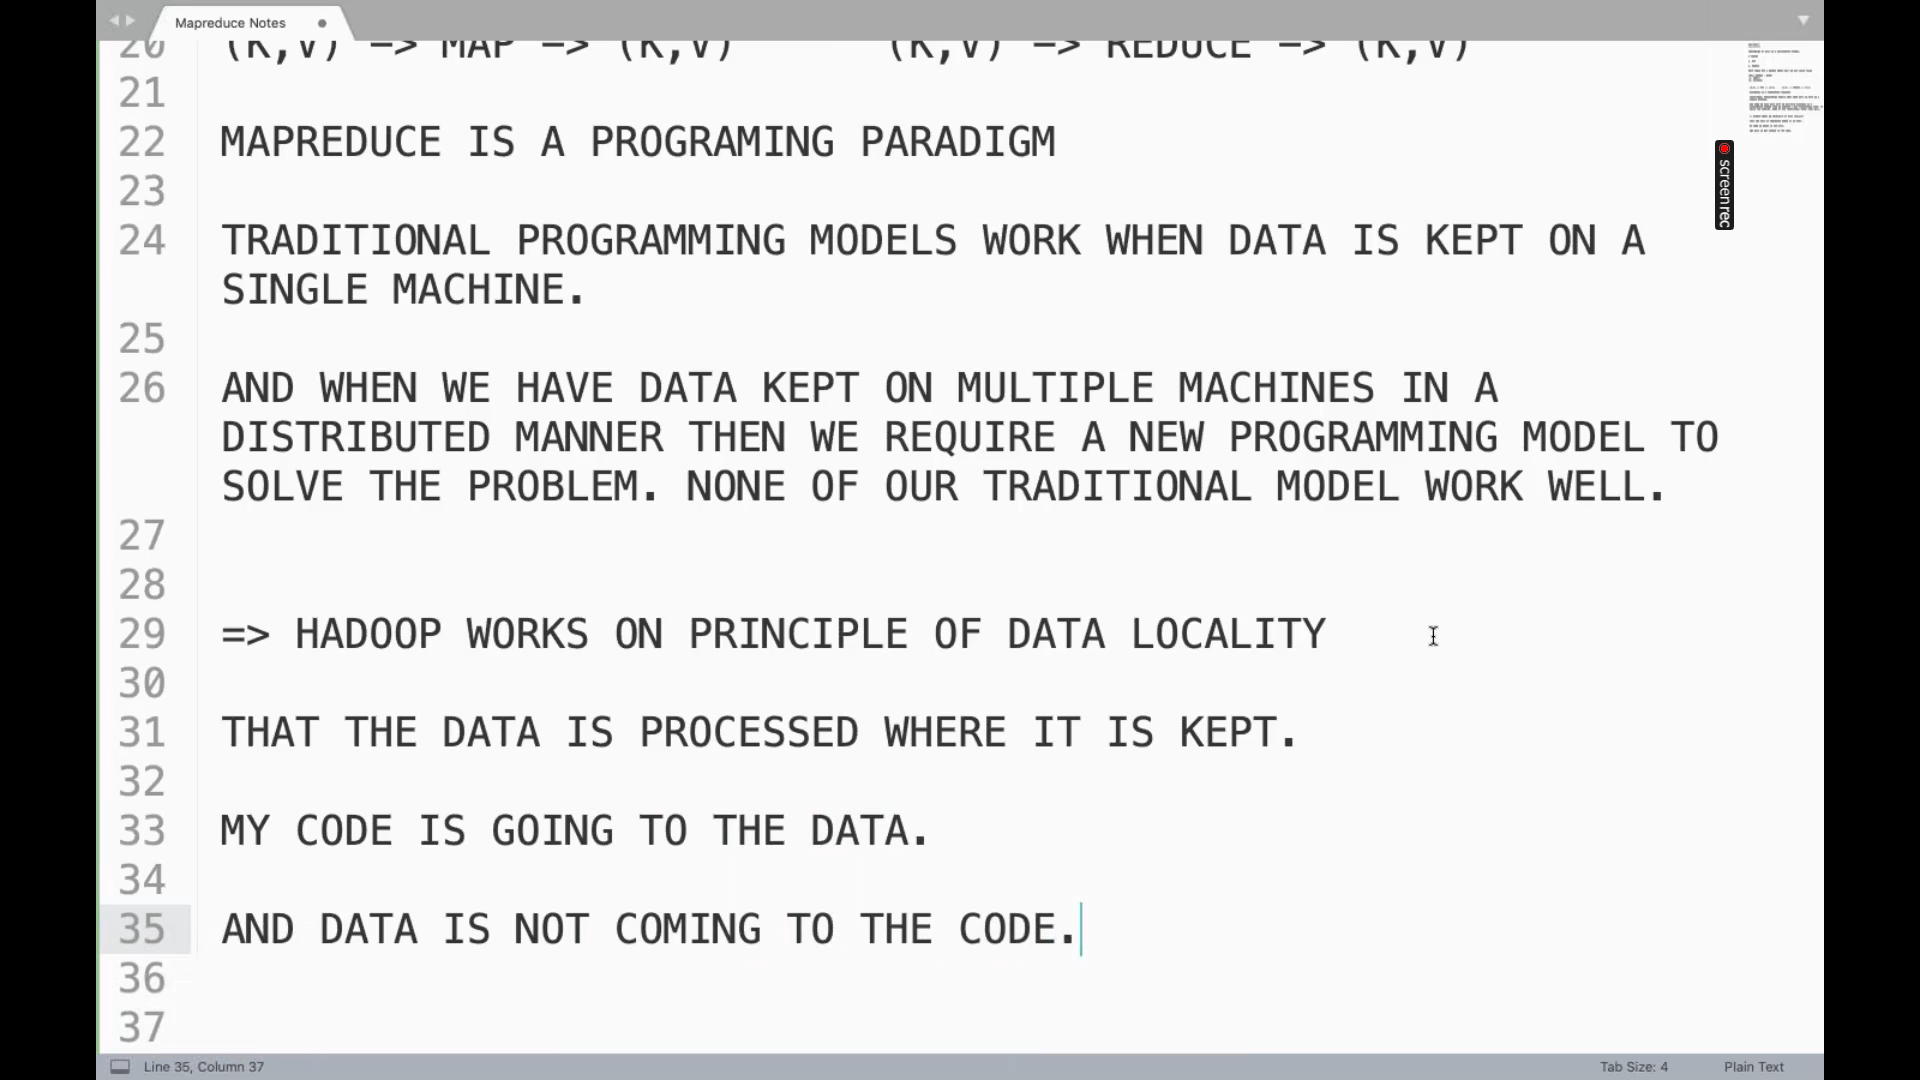 Mapreduce Notes
20 (K,V) => MAP => (K,V) (K,V) => REDUCE => (K,V)
21
22 MAPREDUCE IS A PROGRAMING PARADIGM
23
24 TRADITIONAL PROGRAMMING MODELS WORK WHEN DATA IS KEPT ON A
SINGLE MACHINE.
25
26 AND WHEN WE HAVE DATA KEPT ON MULTIPLE MACHINES IN A
DISTRIBUTED MANNER THEN WE REQUIRE A NEW PROGRAMMING MODEL TO
SOLVE THE PROBLEM. NONE OF OUR TRADITIONAL MODEL WORK WELL.
27
28
29 => HADOOP WORKS ON PRINCIPLE OF DATA LOCALITY
30
31 THAT THE DATA IS PROCESSED WHERE IT IS KEPT.
32
33 MY CODE IS GOING TO THE DATA.
34
35 AND DATA IS NOT COMING TO THE CODE.
36
37
screenrec
Line 35, Column 37
Tab Size: 4
Plain Text